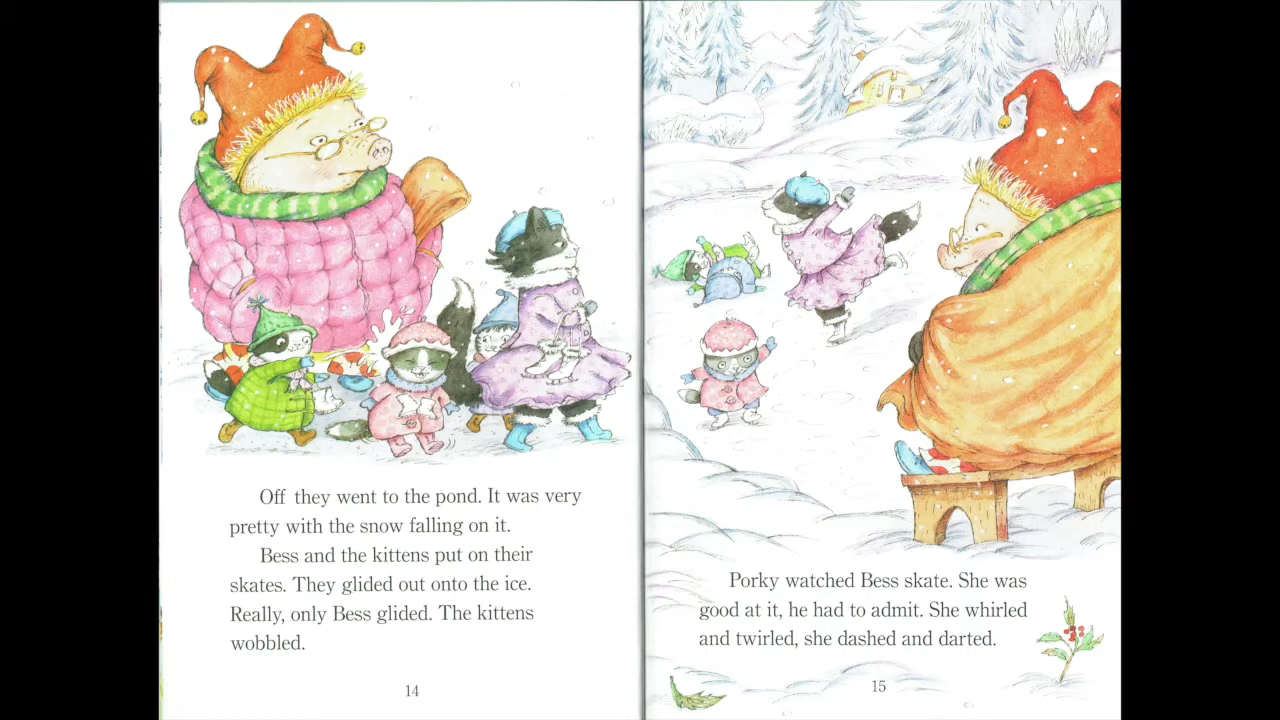 Off they went to the pond. It was very
pretty with the snow falling on it.
Bess and the kittens put on their
skates. They glided out onto the ice.
Really, only Bess glided. The kittens
wobbled.
14
Porky watched Bess skate. She was
good at it, he had to admit. She whirled
and twirled, she dashed and darted.
15